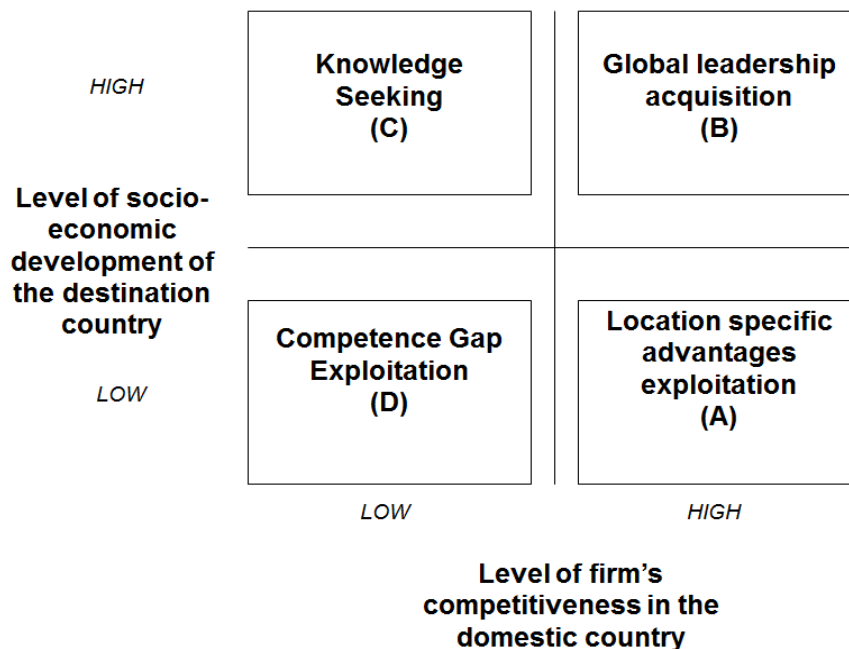 HIGH
Knowledge
Seeking
(C)
Global leadership
acquisition
(B)
Level of socio-
economic
development of
the destination
country
LOW
Competence Gap
Exploitation
(D)
Location specific
advantages
exploitation
(A)
LOW
HIGH
Level of firm's
competitiveness in the
domestic country